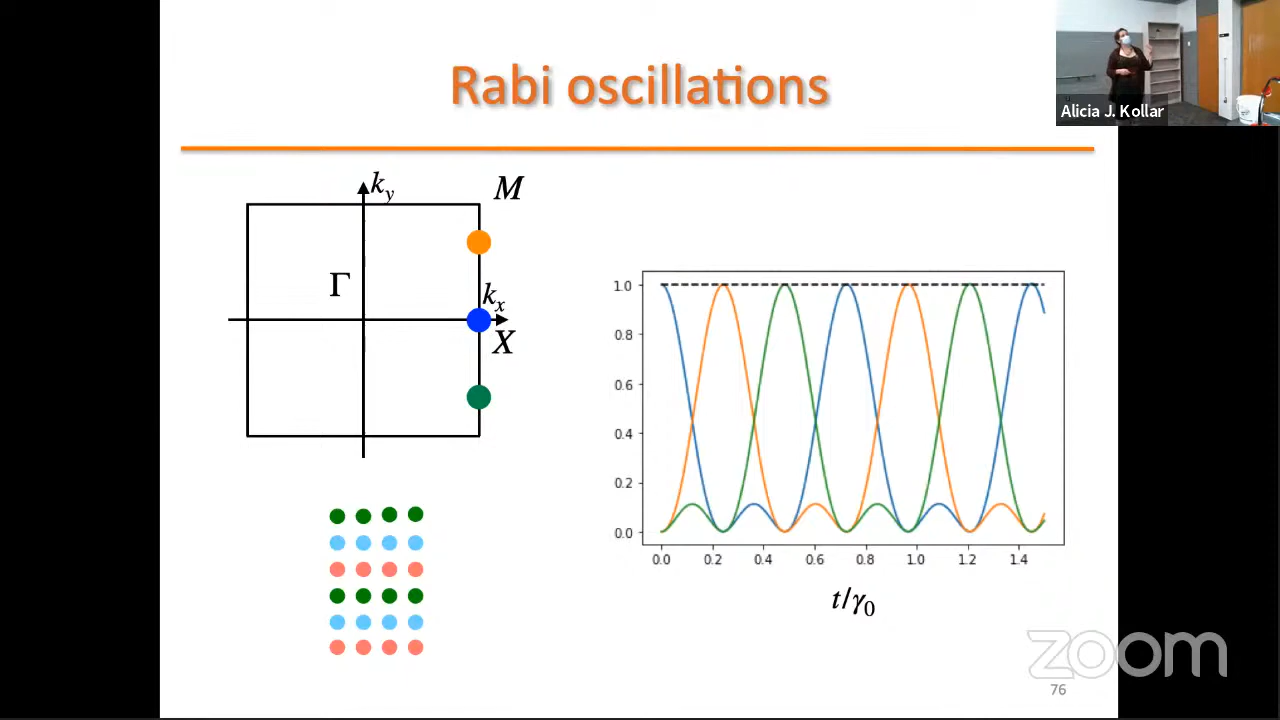 Rabi oscillations
Alicia J. Kollar
k_y
M
Γ
k_x
X
1.0
0.8
0.6
0.4
0.2
0.0
0.0 0.2 0.4 0.6 0.8 1.0 1.2 1.4
t/γ_0
zoom
76